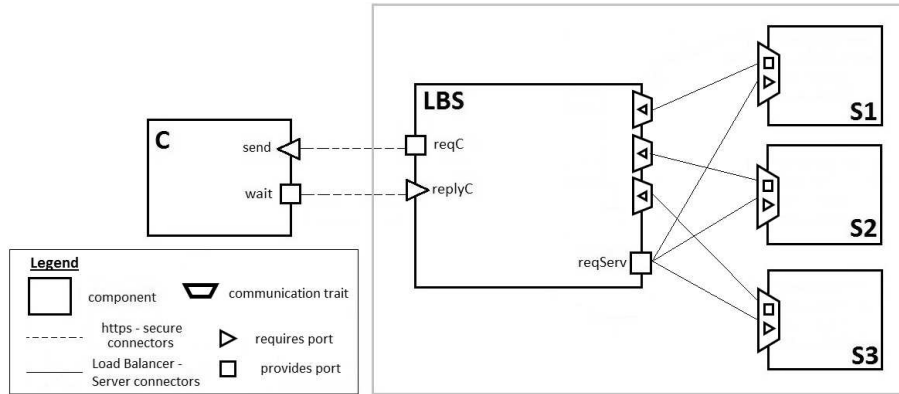 S1
LBS
C
send
reqC
wait
replyC
S2
reqServ
S3
Legend
component
communication trait
https - secure
connectors
requires port
Load Balancer -
Server connectors
provides port